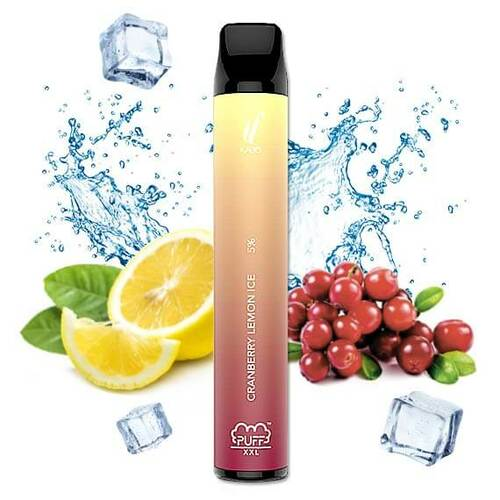 CRANBERRY LEMON ICE 5%
PUFF
XXL